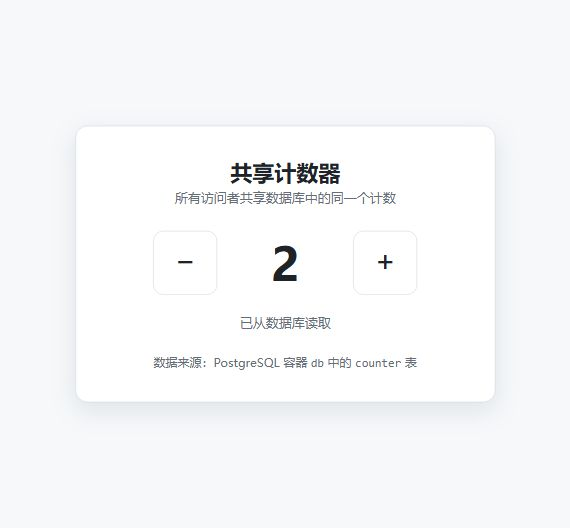 共享计数器
所有访问者共享数据库中的同一个计数
− 2 +
已从数据库读取
数据来源：PostgreSQL 容器 db 中的 counter 表